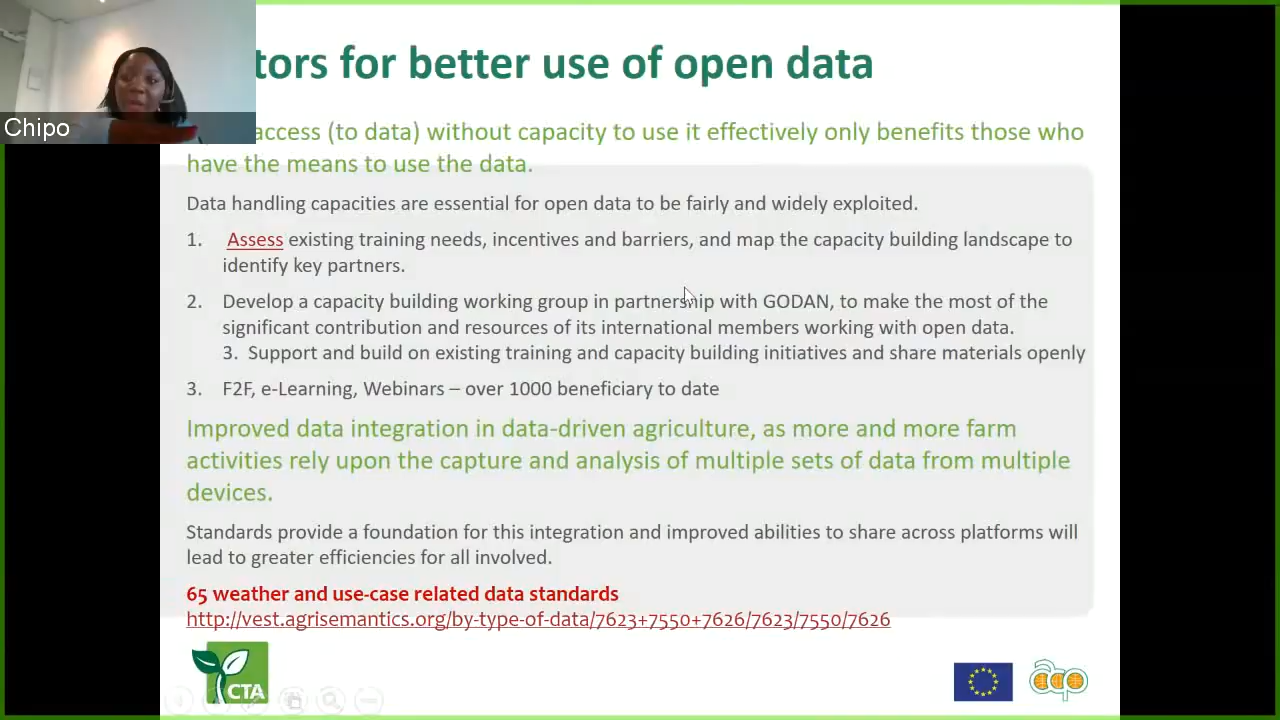 tors for better use of open data
Chipo
access (to data) without capacity to use it effectively only benefits those who
have the means to use the data.
Data handling capacities are essential for open data to be fairly and widely exploited.
1. Assess existing training needs, incentives and barriers, and map the capacity building landscape to
identify key partners.
2. Develop a capacity building working group in partnership with GODAN, to make the most of the
significant contribution and resources of its international members working with open data.
3. Support and build on existing training and capacity building initiatives and share materials openly
3. F2F, e-Learning, Webinars – over 1000 beneficiary to date
Improved data integration in data-driven agriculture, as more and more farm
activities rely upon the capture and analysis of multiple sets of data from multiple
devices.
Standards provide a foundation for this integration and improved abilities to share across platforms will
lead to greater efficiencies for all involved.
65 weather and use-case related data standards
http://vest.agrisemantics.org/by-type-of-data/7623+7550+7626/7623/7550/7626
CTA
acp